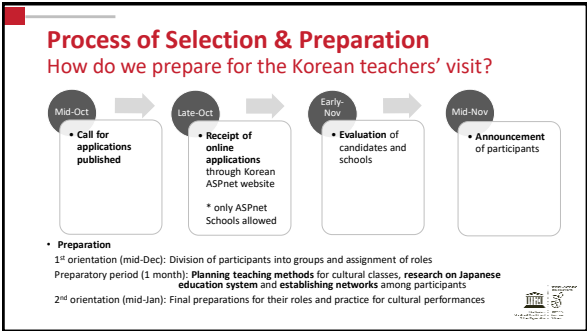 Process of Selection & Preparation
How do we prepare for the Korean teachers' visit?
Mid-Oct
• Call for
applications
published
Late-Oct
• Receipt of
online
applications
through Korean
ASPnet website
* only ASPnet
Schools allowed
Early-
Nov
• Evaluation of
candidates and
schools
Mid-Nov
• Announcement
of participants
• Preparation
1st orientation (mid-Dec): Division of participants into groups and assignment of roles
Preparatory period (1 month): Planning teaching methods for cultural classes, research on Japanese
education system and establishing networks among participants
2nd orientation (mid-Jan): Final preparations for their roles and practice for cultural performances